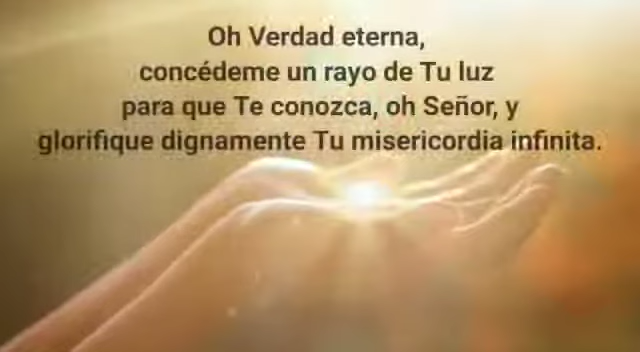 Oh Verdad eterna,
concédeme un rayo de Tu luz
para que Te conozca, oh Señor, y
glorifique dignamente Tu misericordia infinita.